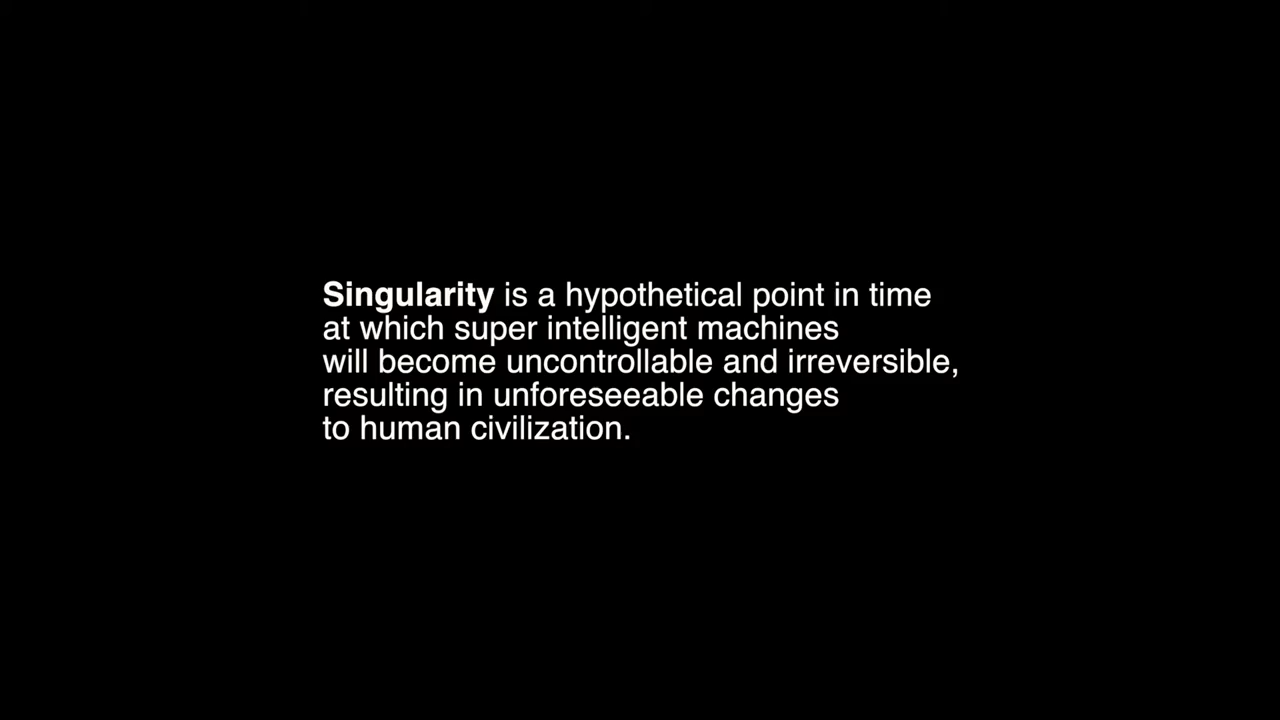 Singularity is a hypothetical point in time
at which super intelligent machines
will become uncontrollable and irreversible,
resulting in unforeseeable changes
to human civilization.